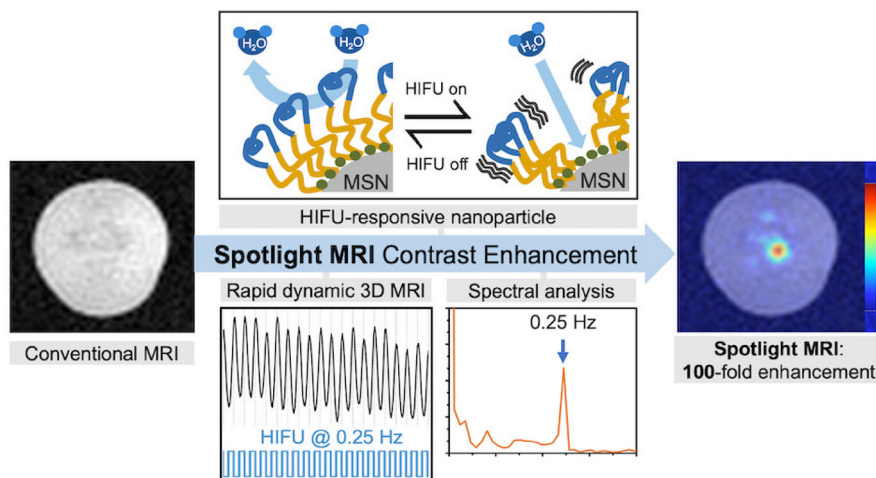 H₂O
H₂O
H₂O
HIFU on
HIFU off
MSN
MSN
HIFU-responsive nanoparticle
Spotlight MRI Contrast Enhancement
Rapid dynamic 3D MRI
Spectral analysis
0.25 Hz
HIFU @ 0.25 Hz
Conventional MRI
Spotlight MRI:
100-fold enhancement